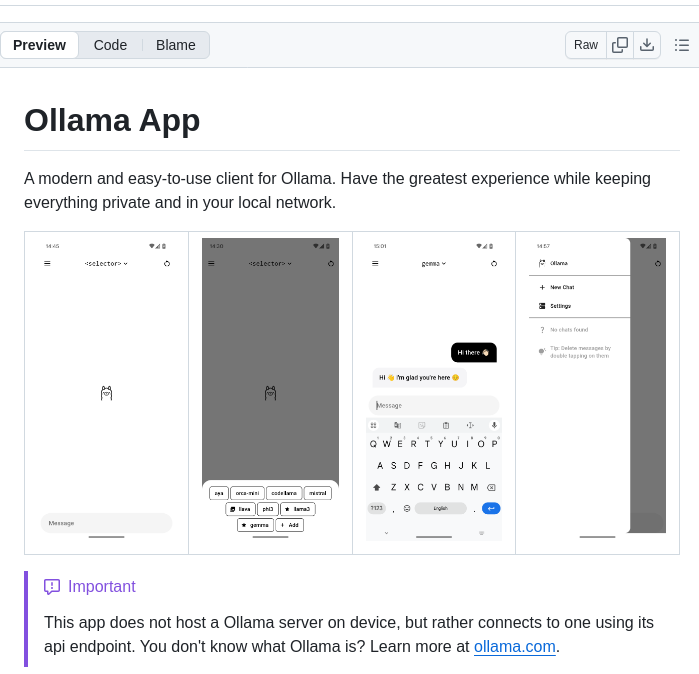 Preview Code Blame Raw
Ollama App
A modern and easy-to-use client for Ollama. Have the greatest experience while keeping
everything private and in your local network.
14:45
<selector>
Message
14:30
<selector>
aya orca-mini codellama mistral
llava phi3 llama3
gemma + Add
15:01
gemma
Hi there 👋
Hi 👋 I'm glad you're here 😊
Message
Q W E R T Y U I O P
A S D F G H J K L
Z X C V B N M
?123 , English .
14:57
Ollama
+ New Chat
Settings
? No chats found
Tip: Delete messages by
double tapping on them
Important
This app does not host a Ollama server on device, but rather connects to one using its
api endpoint. You don't know what Ollama is? Learn more at ollama.com.